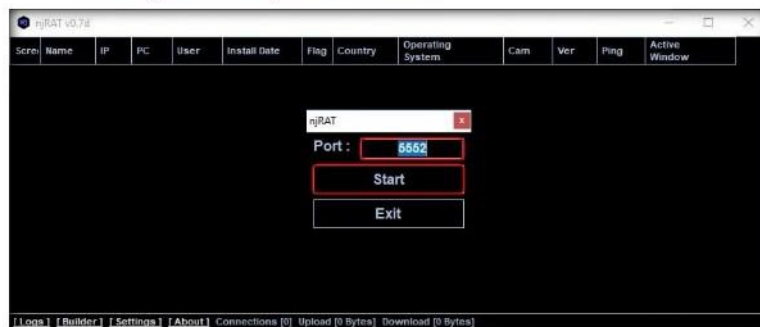 njRAT v0.7d
Scre Name IP PC User Install Date Flag Country Operating System Cam Ver Ping Active Window
njRAT x
Port : 5552
Start
Exit
[ Logs ] [ Builder ] [ Settings ] [ About ] Connections [0] Upload [0 Bytes] Download [0 Bytes]